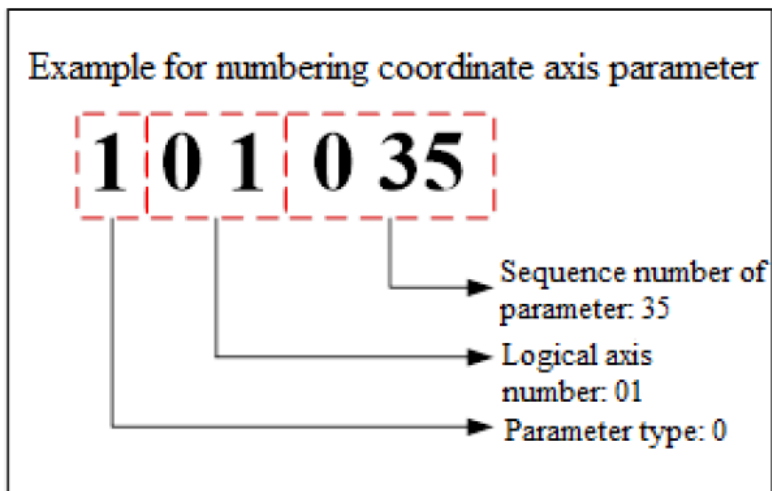 Example for numbering coordinate axis parameter
1 0 1 0 35
Sequence number of
parameter: 35
Logical axis
number: 01
Parameter type: 0